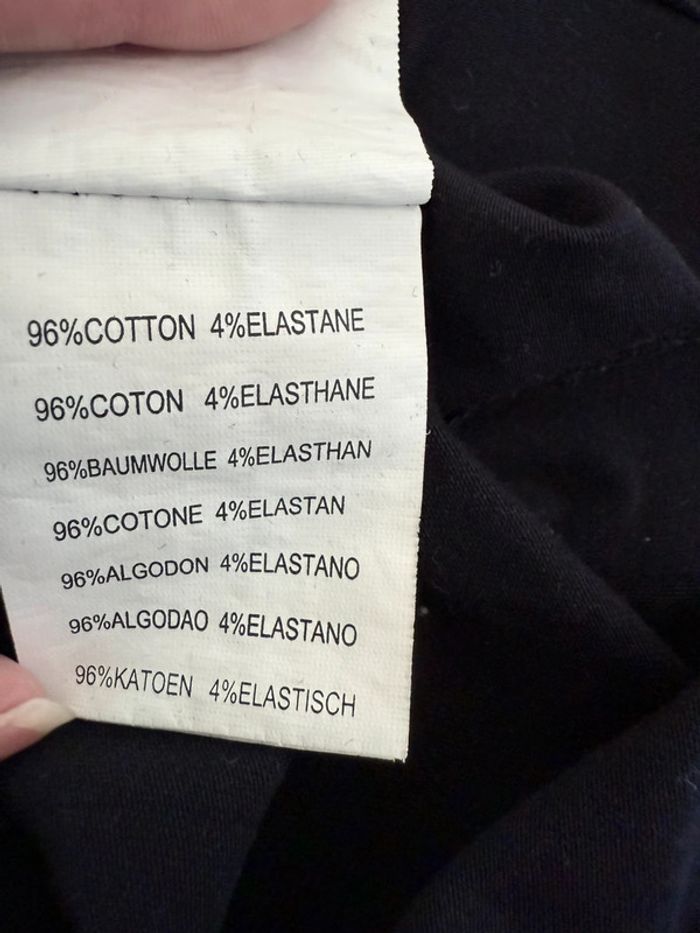 96%COTTON 4%ELASTANE
96%COTON 4%ELASTHANE
96%BAUMWOLLE 4%ELASTHAN
96%COTONE 4%ELASTAN
96%ALGODON 4%ELASTANO
96%ALGODAO 4%ELASTANO
96%KATOEN 4%ELASTISCH